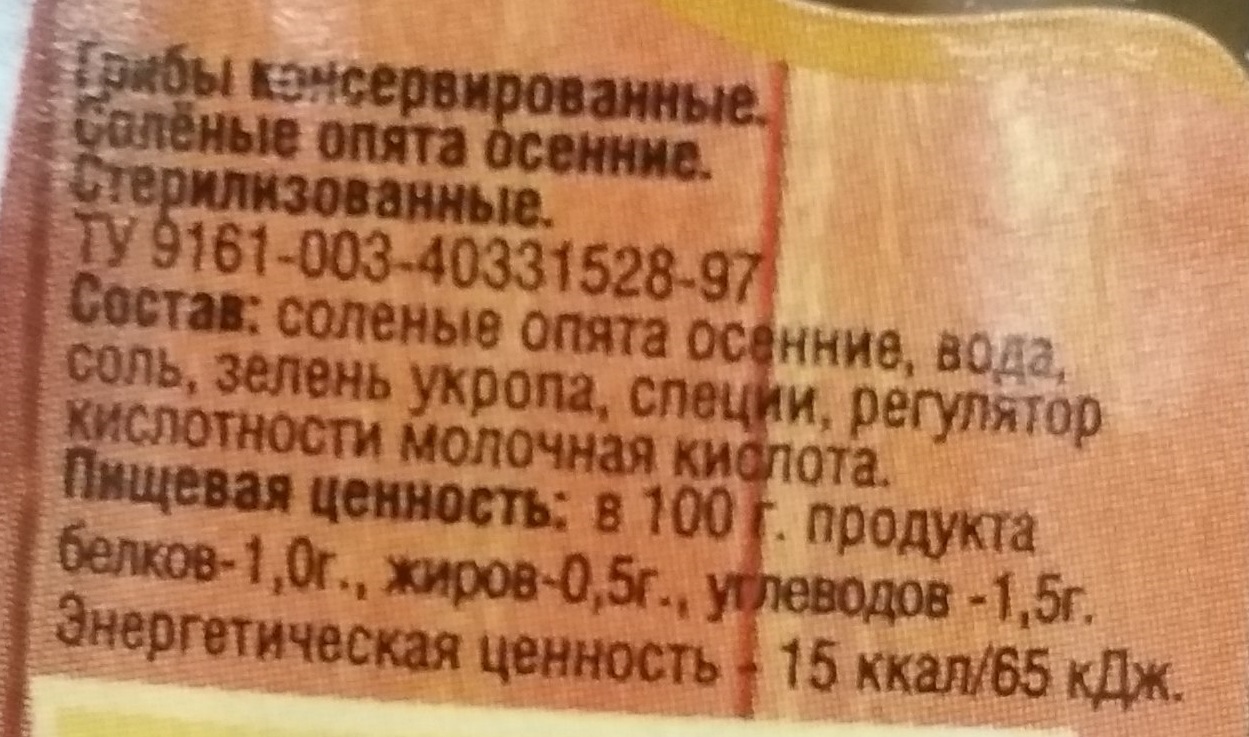 Грибы консервированные.
Солёные опята осенние.
Стерилизованные.
ТУ 9161-003-40331528-97
Состав: соленые опята осенние, вода,
соль, зелень укропа, специи, регулятор
кислотности молочная кислота.
Пищевая ценность: в 100 г. продукта
белков-1,0г., жиров-0,5г., углеводов -1,5г.
Энергетическая ценность - 15 ккал/65 кДж.